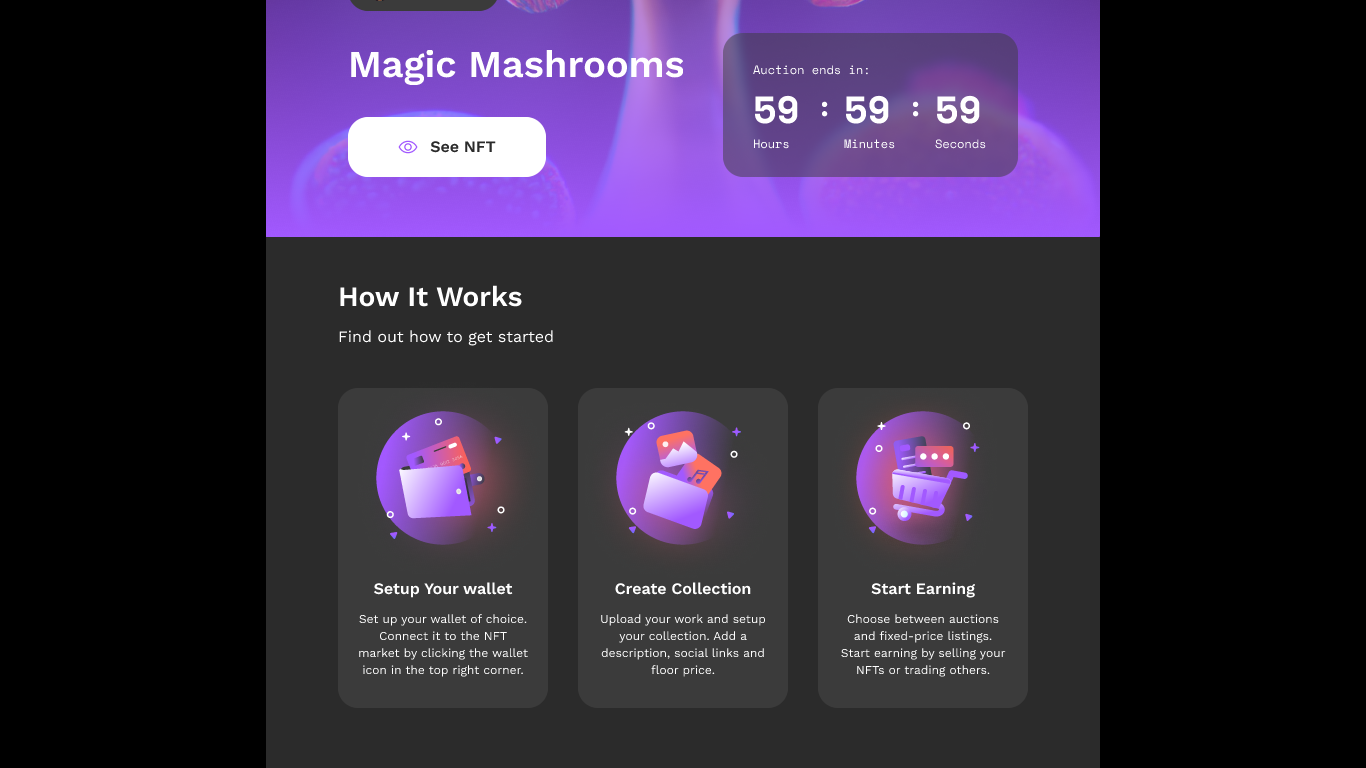 Magic Mashrooms
See NFT
Auction ends in:
59 : 59 : 59
Hours Minutes Seconds
How It Works
Find out how to get started
Setup Your wallet
Set up your wallet of choice.
Connect it to the NFT
market by clicking the wallet
icon in the top right corner.
Create Collection
Upload your work and setup
your collection. Add a
description, social links and
floor price.
Start Earning
Choose between auctions
and fixed-price listings.
Start earning by selling your
NFTs or trading others.